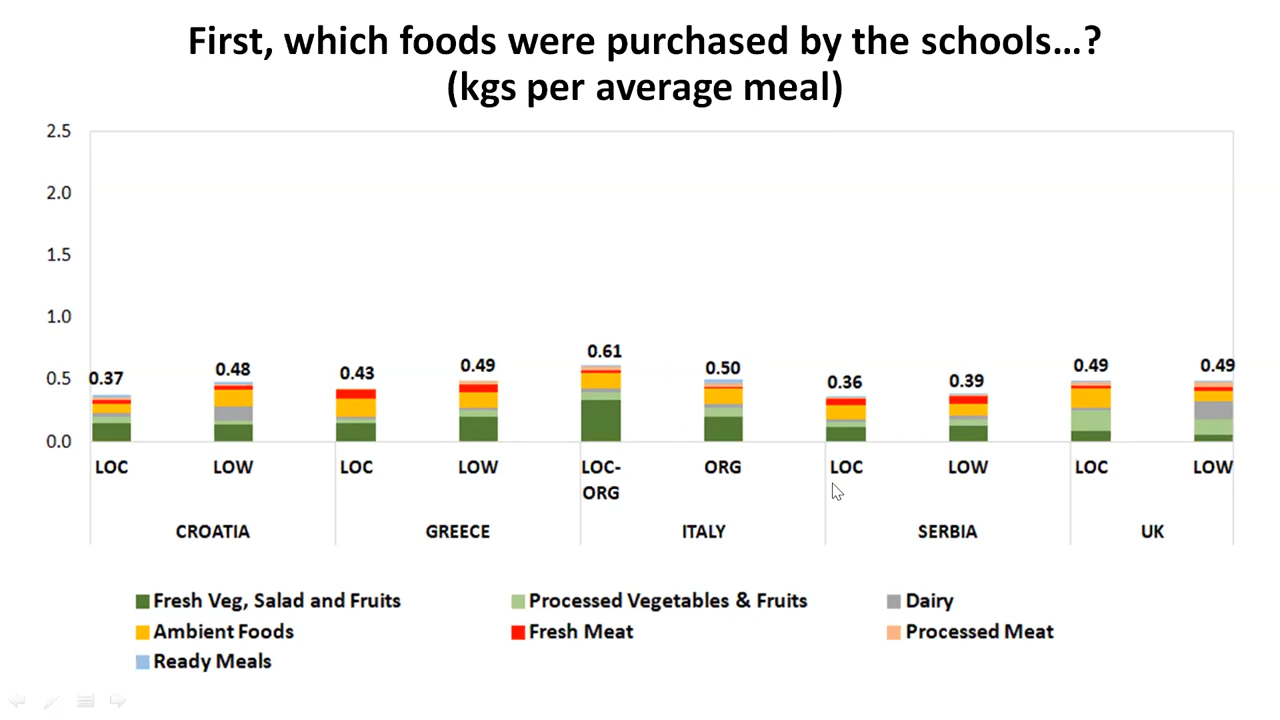 First, which foods were purchased by the schools…?
(kgs per average meal)
2.5
2.0
1.5
1.0
0.5
0.0
0.37
0.48
0.43
0.49
0.61
0.50
0.36
0.39
0.49
0.49
LOC
LOW
LOC
LOW
LOC-
ORG
ORG
LOC
LOW
LOC
LOW
CROATIA
GREECE
ITALY
SERBIA
UK
Fresh Veg, Salad and Fruits
Processed Vegetables & Fruits
Dairy
Ambient Foods
Fresh Meat
Processed Meat
Ready Meals